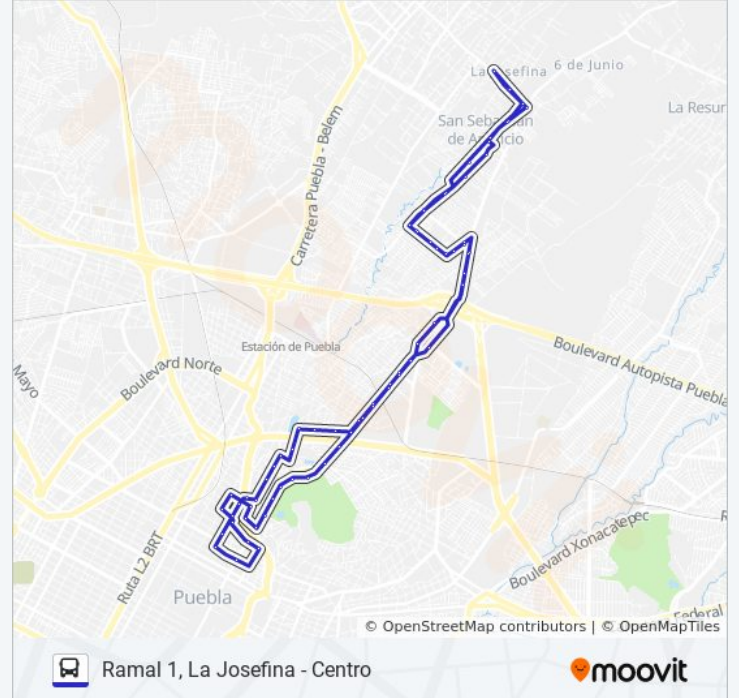 La Josefina
6 de Junio
La Resur
San Sebastián
de Aparicio
Carretera Puebla - Belem
Estación de Puebla
Boulevard Norte
Mayo
Boulevard Autopista Puebla
Ruta L2 BRT
Boulevard Xonacatepec
R
Puebla
Federal
© OpenStreetMap contributors | © OpenMapTiles
Ramal 1, La Josefina - Centro
moovit